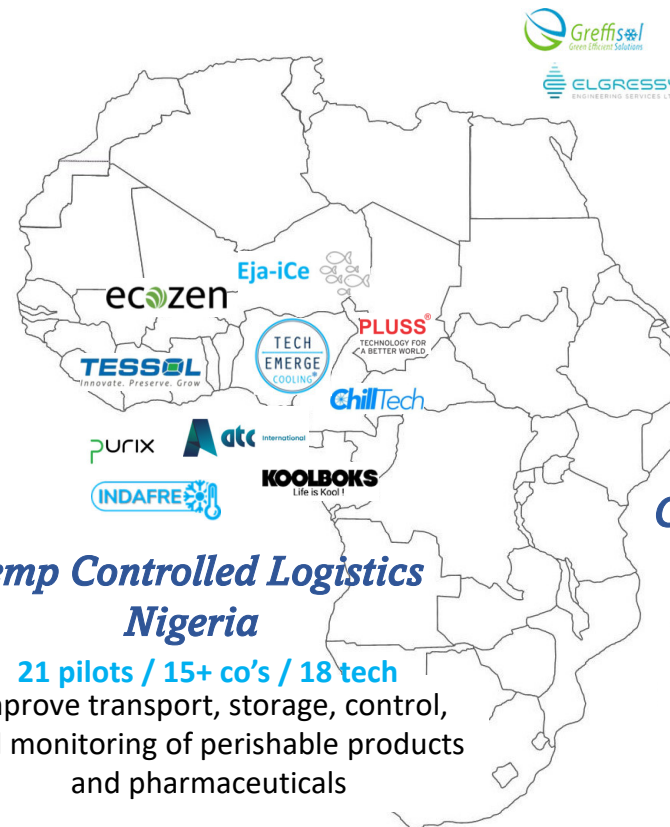 Greffisol
Green Efficient Solutions
ELGRESSY
ENGINEERING SERVICES
Eja-iCe
ecozen
PLUSS®
TECHNOLOGY FOR
A BETTER WORLD
TECH
EMERGE
COOLING
TESSOL
Innovate. Preserve. Grow
ChillTech
purix
atc International
KOOLBOKS
Life is Kool !
INDAFRE
emp Controlled Logistics
Nigeria
21 pilots / 15+ co's / 18 tech
prove transport, storage, control,
monitoring of perishable products
and pharmaceuticals